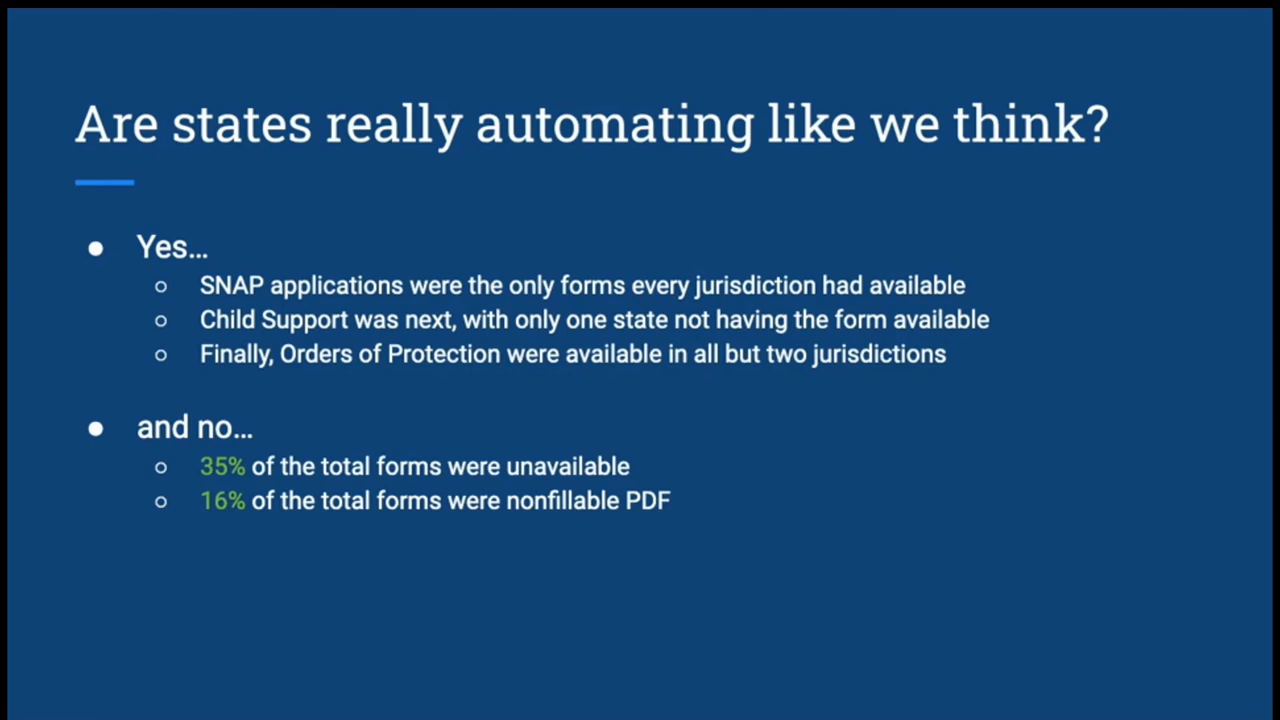 Are states really automating like we think?
● Yes…
○ SNAP applications were the only forms every jurisdiction had available
○ Child Support was next, with only one state not having the form available
○ Finally, Orders of Protection were available in all but two jurisdictions
● and no…
○ 35% of the total forms were unavailable
○ 16% of the total forms were nonfillable PDF